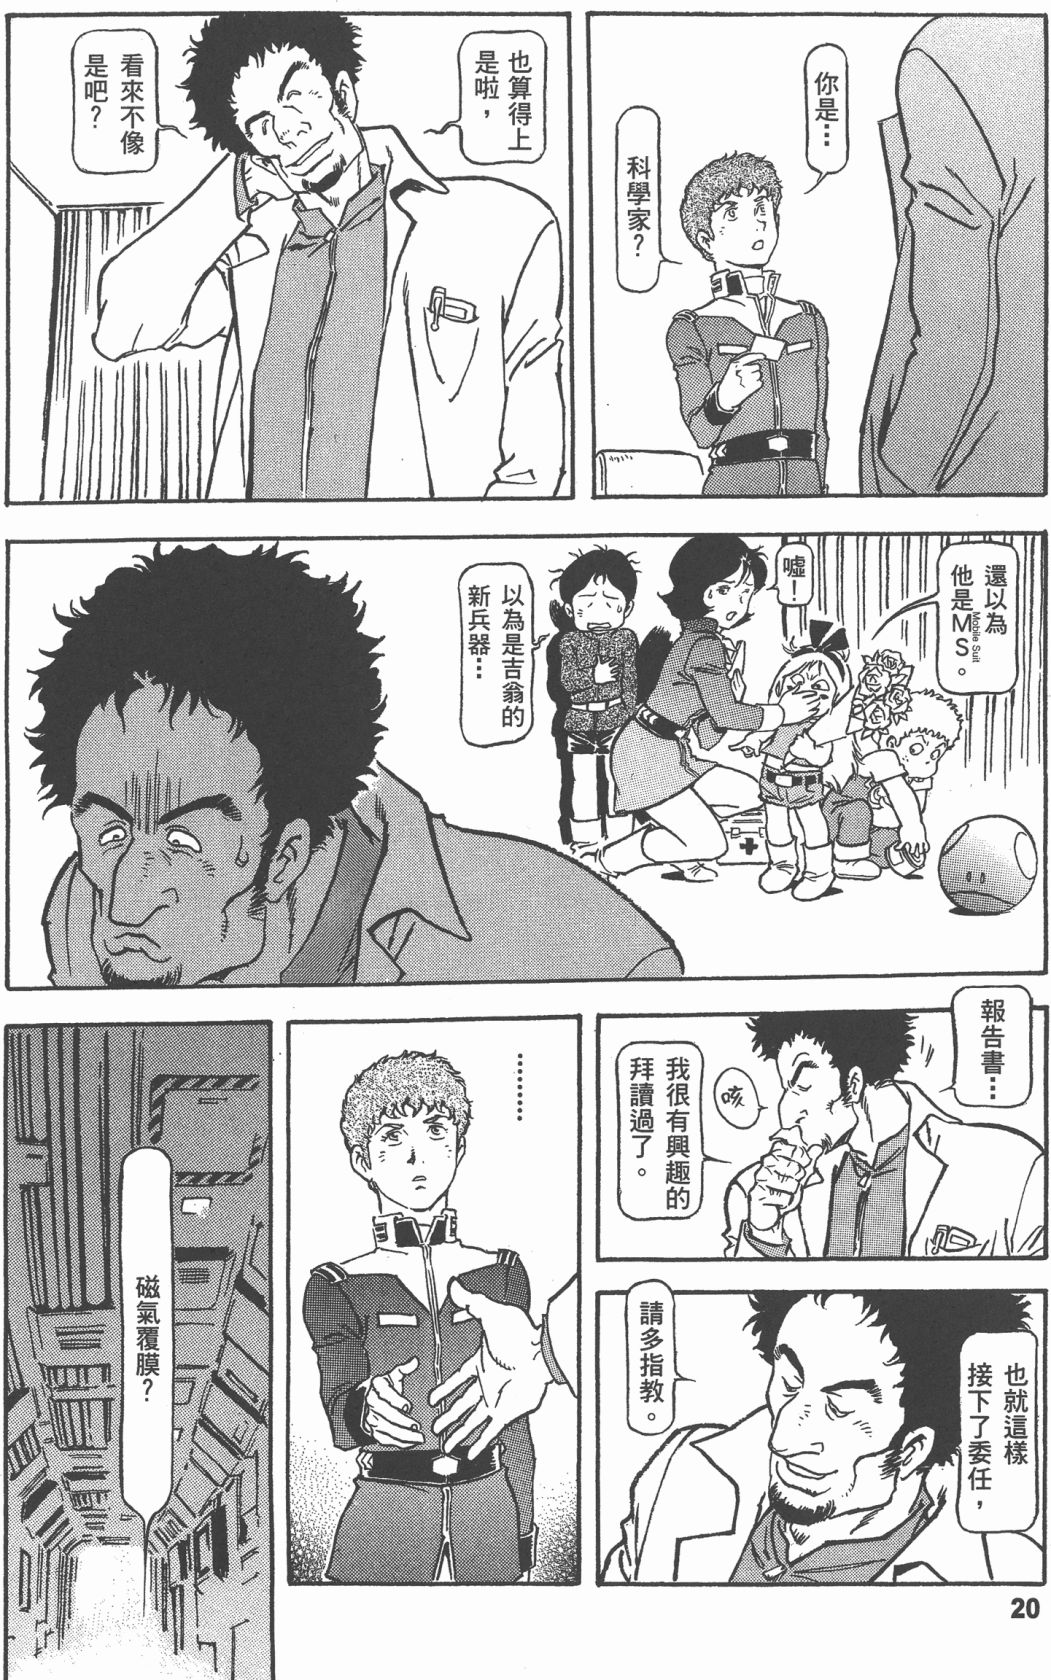 你是…
科學家？
也算得上
是啦，
看來不像
是吧？
還以為
他是MS。
Mobile Suit
噓！
以為是吉翁的
新兵器…
報告書…
咳
我很有興趣的
拜讀過了。
也就這樣
接下了委任，
請多指教。
………
磁氣覆膜？
20